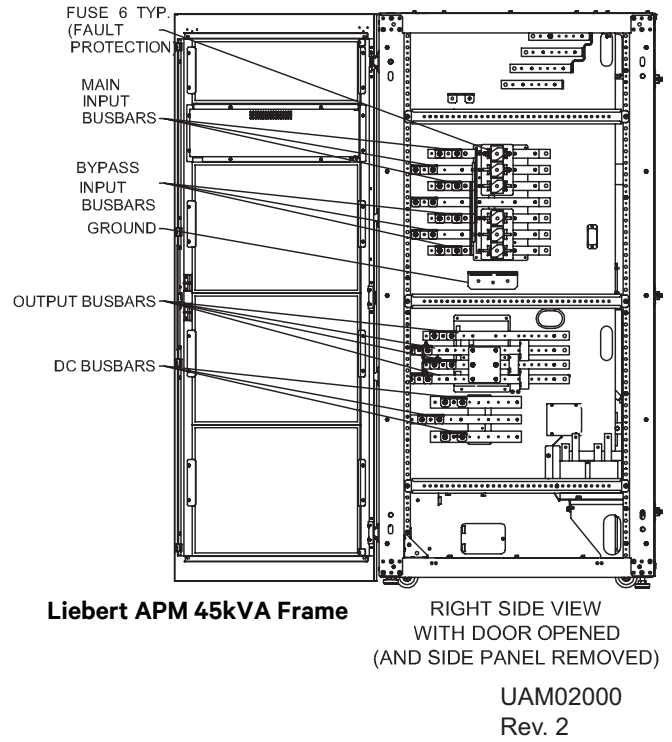 FUSE 6 TYP.
(FAULT
PROTECTION)
MAIN
INPUT
BUSBARS
BYPASS
INPUT
BUSBARS
GROUND
OUTPUT BUSBARS
DC BUSBARS
Liebert APM 45kVA Frame
RIGHT SIDE VIEW
WITH DOOR OPENED
(AND SIDE PANEL REMOVED)
UAM02000
Rev. 2